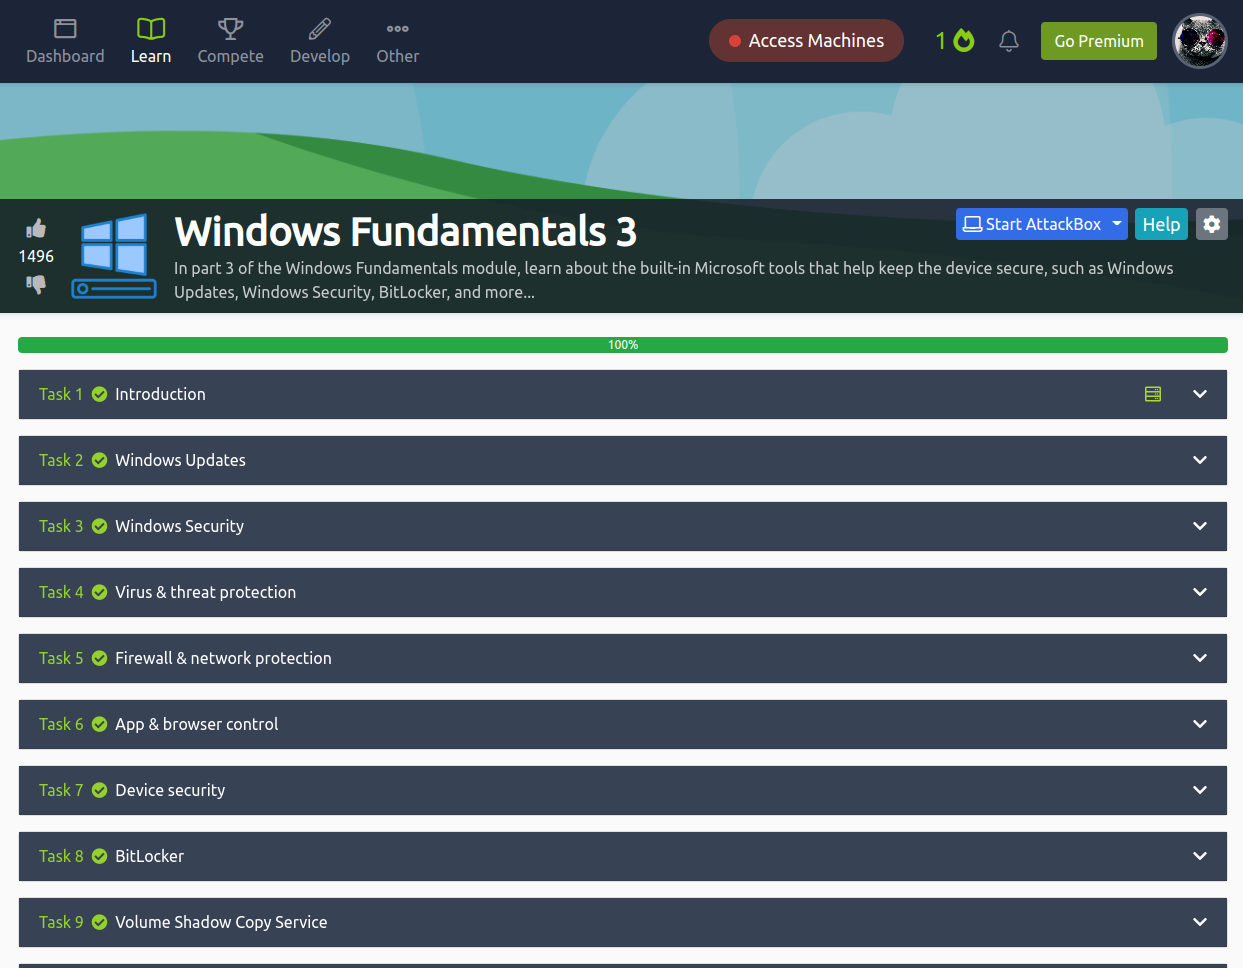 Dashboard
Learn
Compete
Develop
Other
Access Machines
1
Go Premium
1496
Windows Fundamentals 3
Start AttackBox
Help
In part 3 of the Windows Fundamentals module, learn about the built-in Microsoft tools that help keep the device secure, such as Windows
Updates, Windows Security, BitLocker, and more...
100%
Task 1 Introduction
Task 2 Windows Updates
Task 3 Windows Security
Task 4 Virus & threat protection
Task 5 Firewall & network protection
Task 6 App & browser control
Task 7 Device security
Task 8 BitLocker
Task 9 Volume Shadow Copy Service